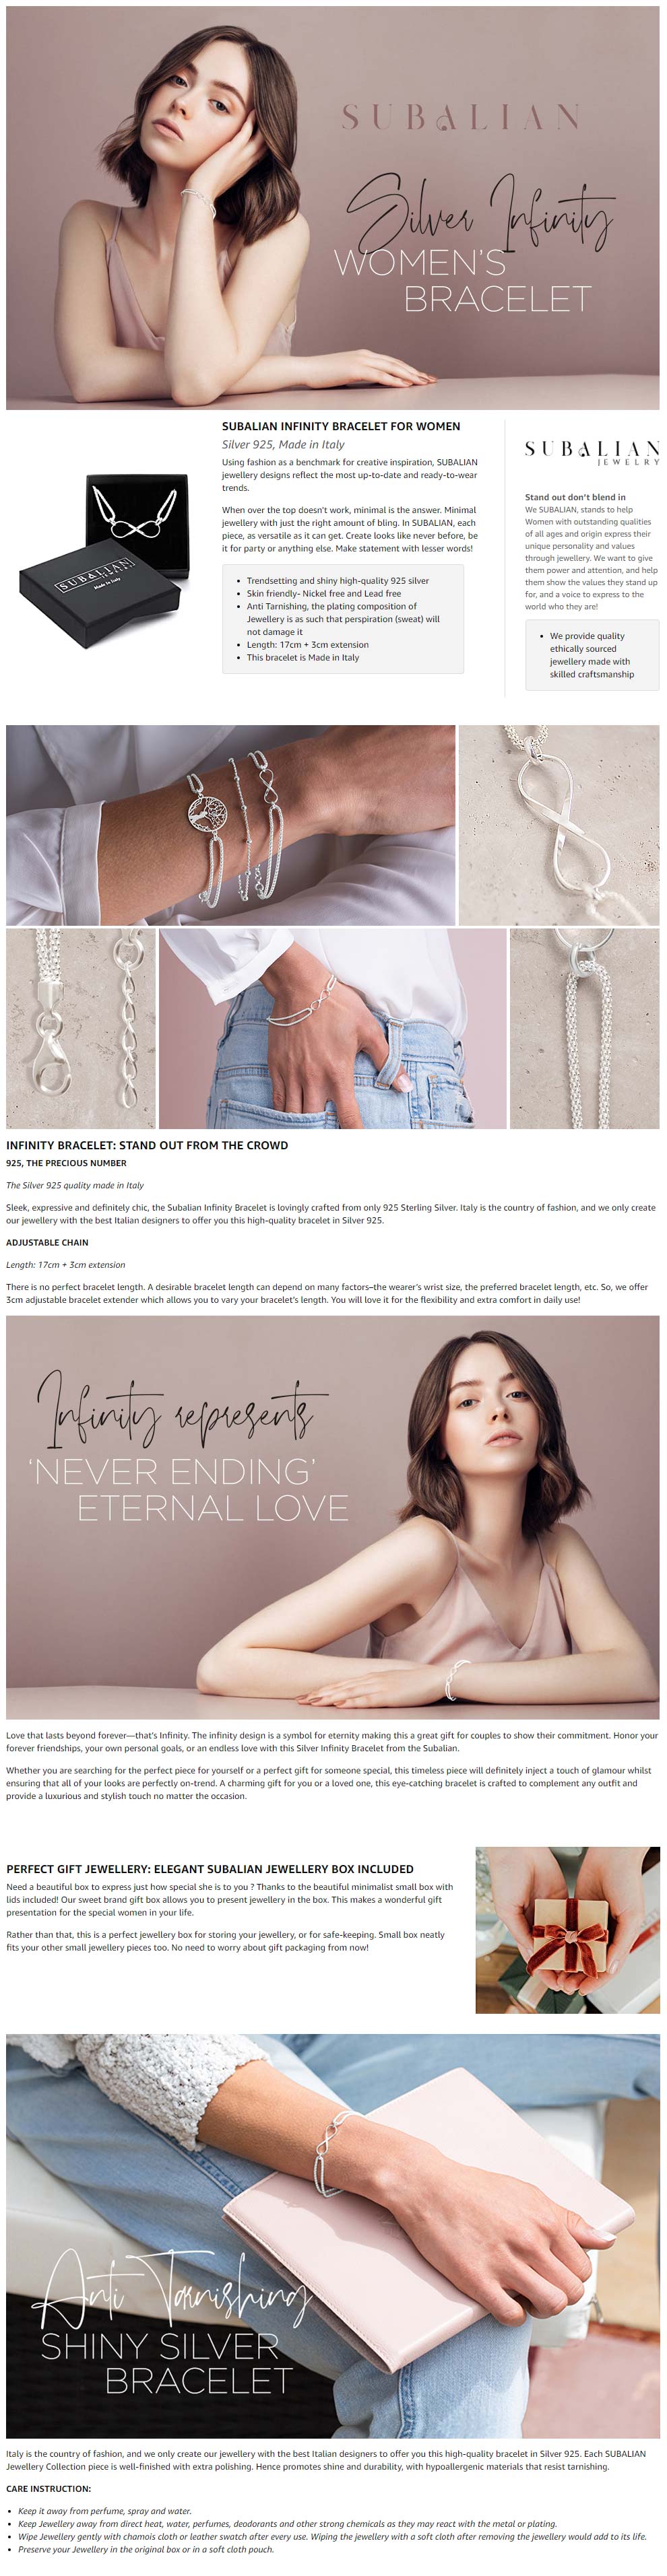 SUBALIAN
Silver Infinity
WOMEN'S
BRACELET
SUBALIAN INFINITY BRACELET FOR WOMEN
Silver 925, Made in Italy
Using fashion as a benchmark for creative inspiration, SUBALIAN
jewellery designs reflect the most up-to-date and ready-to-wear
trends.
When over the top doesn't work, minimal is the answer. Minimal
jewellery with just the right amount of bling. In SUBALIAN, each
piece, as versatile as it can get. Create looks like never before, be
it for party or anything else. Make statement with lesser words!
• Trendsetting and shiny high-quality 925 silver
• Skin friendly- Nickel free and Lead free
• Anti Tarnishing, the plating composition of
Jewellery is as such that perspiration (sweat) will
not damage it
• Length: 17cm + 3cm extension
• This bracelet is Made in Italy
SUBALIAN
JEWELRY
Made in Italy
SUBALIAN
JEWELRY
Stand out don't blend in
We SUBALIAN, stands to help
Women with outstanding qualities
of all ages and origin express their
unique personality and values
through jewellery. We want to give
them power and attention, and help
them show the values they stand up
for, and a voice to express to the
world who they are!
• We provide quality
ethically sourced
jewellery made with
skilled craftsmanship
INFINITY BRACELET: STAND OUT FROM THE CROWD
925, THE PRECIOUS NUMBER
The Silver 925 quality made in Italy
Sleek, expressive and definitely chic, the Subalian Infinity Bracelet is lovingly crafted from only 925 Sterling Silver. Italy is the country of fashion, and we only create
our jewellery with the best Italian designers to offer you this high-quality bracelet in Silver 925.
ADJUSTABLE CHAIN
Length: 17cm + 3cm extension
There is no perfect bracelet length. A desirable bracelet length can depend on many factors–the wearer's wrist size, the preferred bracelet length, etc. So, we offer
3cm adjustable bracelet extender which allows you to vary your bracelet's length. You will love it for the flexibility and extra comfort in daily use!
Infinity represents
'NEVER ENDING'
ETERNAL LOVE
Love that lasts beyond forever—that's Infinity. The infinity design is a symbol for eternity making this a great gift for couples to show their commitment. Honor your
forever friendships, your own personal goals, or an endless love with this Silver Infinity Bracelet from the Subalian.
Whether you are searching for the perfect piece for yourself or a perfect gift for someone special, this timeless piece will definitely inject a touch of glamour whilst
ensuring that all of your looks are perfectly on-trend. A charming gift for you or a loved one, this eye-catching bracelet is crafted to complement any outfit and
provide a luxurious and stylish touch no matter the occasion.
PERFECT GIFT JEWELLERY: ELEGANT SUBALIAN JEWELLERY BOX INCLUDED
Need a beautiful box to express just how special she is to you ? Thanks to the beautiful minimalist small box with
lids included! Our sweet brand gift box allows you to present jewellery in the box. This makes a wonderful gift
presentation for the special women in your life.
Rather than that, this is a perfect jewellery box for storing your jewellery, or for safe-keeping. Small box neatly
fits your other small jewellery pieces too. No need to worry about gift packaging from now!
Anti Tarnishing
SHINY SILVER
BRACELET
Italy is the country of fashion, and we only create our jewellery with the best Italian designers to offer you this high-quality bracelet in Silver 925. Each SUBALIAN
Jewellery Collection piece is well-finished with extra polishing. Hence promotes shine and durability, with hypoallergenic materials that resist tarnishing.
CARE INSTRUCTION:
• Keep it away from perfume, spray and water.
• Keep Jewellery away from direct heat, water, perfumes, deodorants and other strong chemicals as they may react with the metal or plating.
• Wipe Jewellery gently with chamois cloth or leather swatch after every use. Wiping the jewellery with a soft cloth after removing the jewellery would add to its life.
• Preserve your Jewellery in the original box or in a soft cloth pouch.